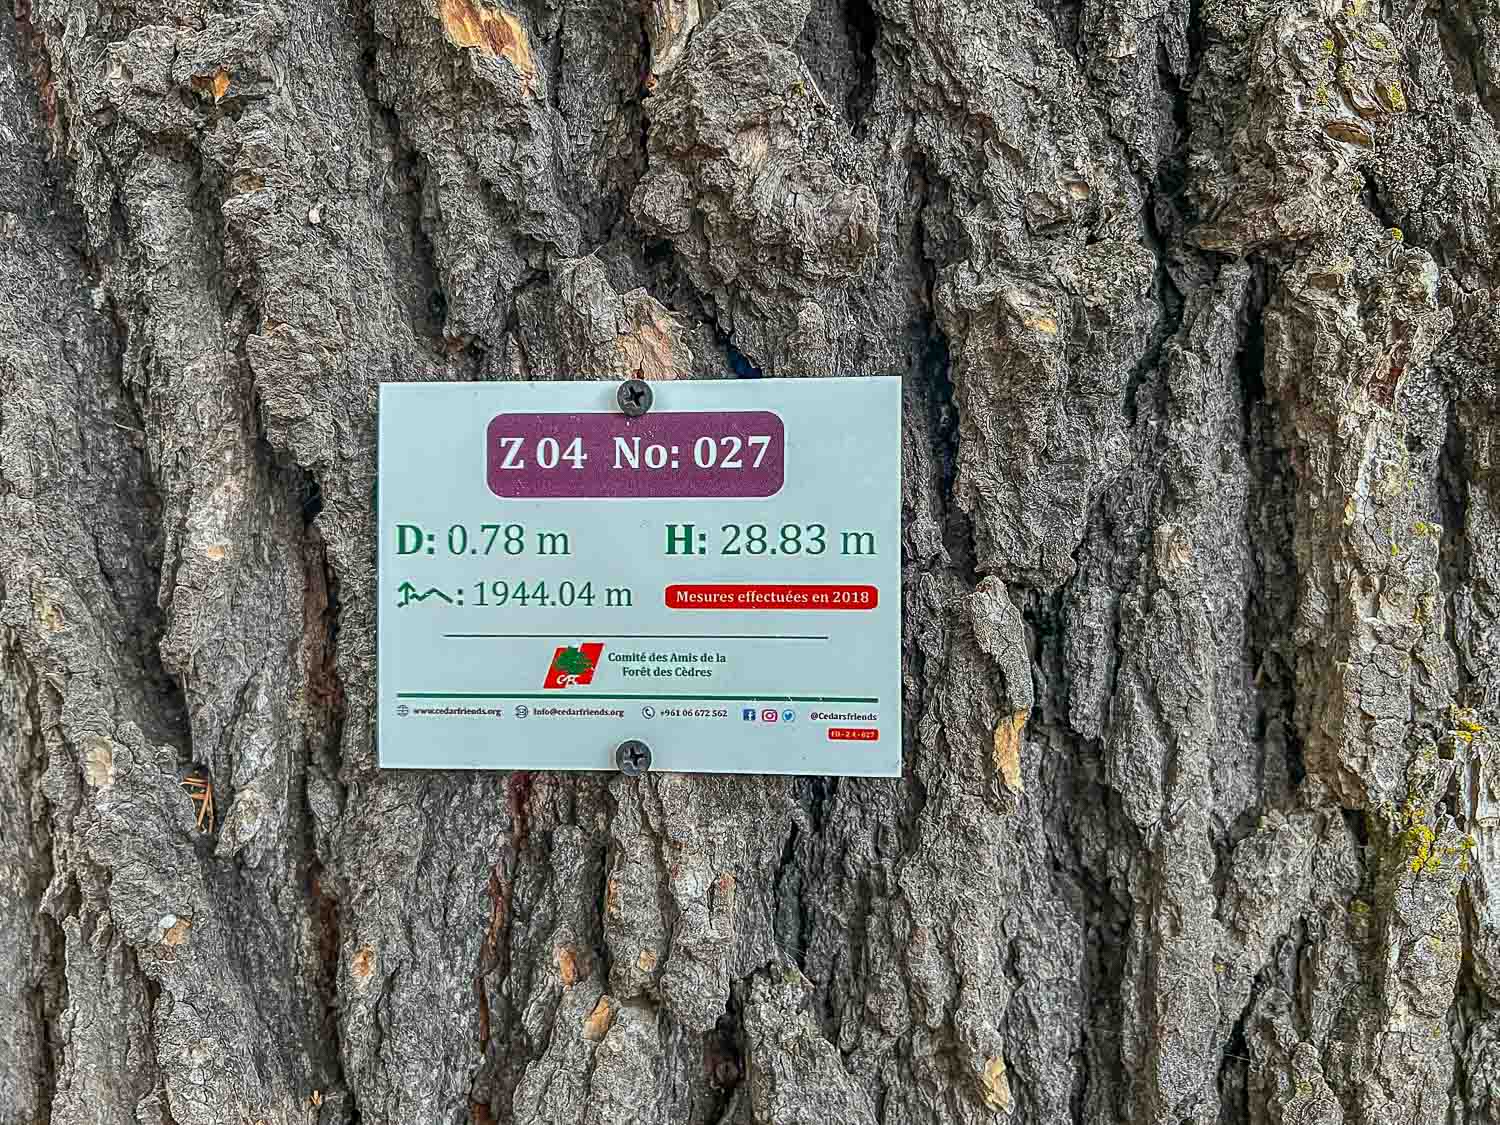 Z 04 No: 027
D: 0.78 m H: 28.83 m
: 1944.04 m Mesures effectuées en 2018
Comité des Amis de la
Forêt des Cèdres
www.cedarfriends.org Info@cedarfriends.org +961 06 672 562 @Cedarsfriends